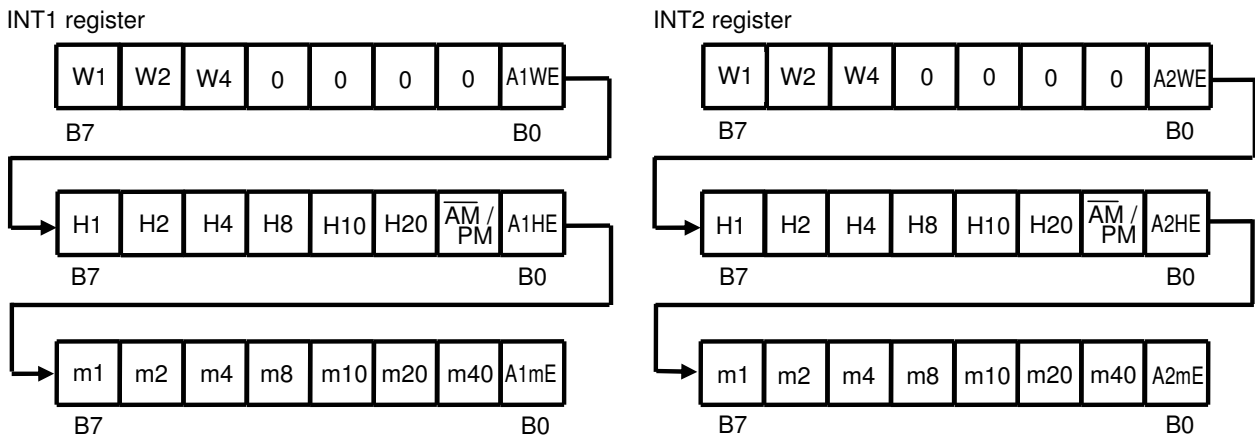 INT1 register
W1 W2 W4 0 0 0 0 A1WE
B7 B0
H1 H2 H4 H8 H10 H20 A̅M̅ / PM A1HE
B7 B0
m1 m2 m4 m8 m10 m20 m40 A1mE
B7 B0
INT2 register
W1 W2 W4 0 0 0 0 A2WE
B7 B0
H1 H2 H4 H8 H10 H20 A̅M̅ / PM A2HE
B7 B0
m1 m2 m4 m8 m10 m20 m40 A2mE
B7 B0